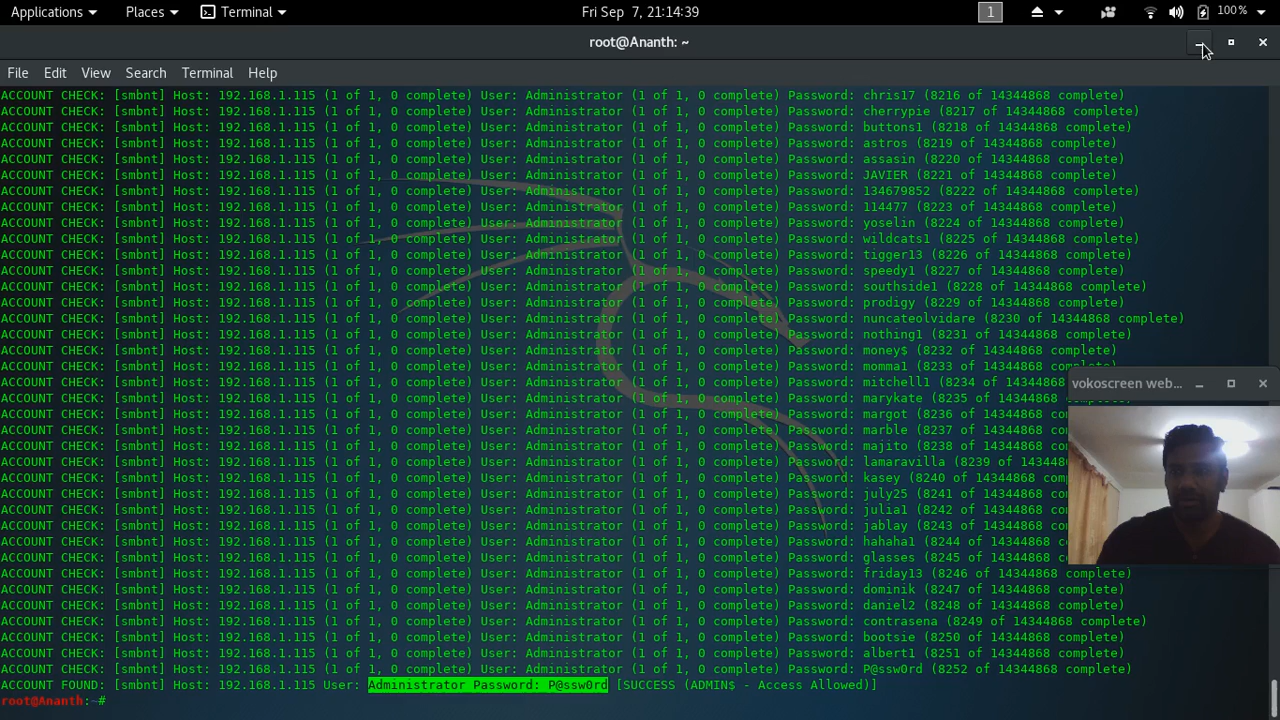 Applications Places Terminal Fri Sep 7, 21:14:39 1 100%
root@Ananth: ~
File Edit View Search Terminal Help
ACCOUNT CHECK: [smbnt] Host: 192.168.1.115 (1 of 1, 0 complete) User: Administrator (1 of 1, 0 complete) Password: chris17 (8216 of 14344868 complete)
ACCOUNT CHECK: [smbnt] Host: 192.168.1.115 (1 of 1, 0 complete) User: Administrator (1 of 1, 0 complete) Password: cherrypie (8217 of 14344868 complete)
ACCOUNT CHECK: [smbnt] Host: 192.168.1.115 (1 of 1, 0 complete) User: Administrator (1 of 1, 0 complete) Password: buttons1 (8218 of 14344868 complete)
ACCOUNT CHECK: [smbnt] Host: 192.168.1.115 (1 of 1, 0 complete) User: Administrator (1 of 1, 0 complete) Password: astros (8219 of 14344868 complete)
ACCOUNT CHECK: [smbnt] Host: 192.168.1.115 (1 of 1, 0 complete) User: Administrator (1 of 1, 0 complete) Password: assasin (8220 of 14344868 complete)
ACCOUNT CHECK: [smbnt] Host: 192.168.1.115 (1 of 1, 0 complete) User: Administrator (1 of 1, 0 complete) Password: JAVIER (8221 of 14344868 complete)
ACCOUNT CHECK: [smbnt] Host: 192.168.1.115 (1 of 1, 0 complete) User: Administrator (1 of 1, 0 complete) Password: 134679852 (8222 of 14344868 complete)
ACCOUNT CHECK: [smbnt] Host: 192.168.1.115 (1 of 1, 0 complete) User: Administrator (1 of 1, 0 complete) Password: 114477 (8223 of 14344868 complete)
ACCOUNT CHECK: [smbnt] Host: 192.168.1.115 (1 of 1, 0 complete) User: Administrator (1 of 1, 0 complete) Password: yoselin (8224 of 14344868 complete)
ACCOUNT CHECK: [smbnt] Host: 192.168.1.115 (1 of 1, 0 complete) User: Administrator (1 of 1, 0 complete) Password: wildcats1 (8225 of 14344868 complete)
ACCOUNT CHECK: [smbnt] Host: 192.168.1.115 (1 of 1, 0 complete) User: Administrator (1 of 1, 0 complete) Password: tigger13 (8226 of 14344868 complete)
ACCOUNT CHECK: [smbnt] Host: 192.168.1.115 (1 of 1, 0 complete) User: Administrator (1 of 1, 0 complete) Password: speedy1 (8227 of 14344868 complete)
ACCOUNT CHECK: [smbnt] Host: 192.168.1.115 (1 of 1, 0 complete) User: Administrator (1 of 1, 0 complete) Password: southside1 (8228 of 14344868 complete)
ACCOUNT CHECK: [smbnt] Host: 192.168.1.115 (1 of 1, 0 complete) User: Administrator (1 of 1, 0 complete) Password: prodigy (8229 of 14344868 complete)
ACCOUNT CHECK: [smbnt] Host: 192.168.1.115 (1 of 1, 0 complete) User: Administrator (1 of 1, 0 complete) Password: nuncateolvidare (8230 of 14344868 complete)
ACCOUNT CHECK: [smbnt] Host: 192.168.1.115 (1 of 1, 0 complete) User: Administrator (1 of 1, 0 complete) Password: nothing1 (8231 of 14344868 complete)
ACCOUNT CHECK: [smbnt] Host: 192.168.1.115 (1 of 1, 0 complete) User: Administrator (1 of 1, 0 complete) Password: money$ (8232 of 14344868 complete)
ACCOUNT CHECK: [smbnt] Host: 192.168.1.115 (1 of 1, 0 complete) User: Administrator (1 of 1, 0 complete) Password: momma1 (8233 of 14344868 complete)
ACCOUNT CHECK: [smbnt] Host: 192.168.1.115 (1 of 1, 0 complete) User: Administrator (1 of 1, 0 complete) Password: mitchell1 (8234 of 14344868
vokoscreen web...
ACCOUNT CHECK: [smbnt] Host: 192.168.1.115 (1 of 1, 0 complete) User: Administrator (1 of 1, 0 complete) Password: marykate (8235 of 14344868 complete)
ACCOUNT CHECK: [smbnt] Host: 192.168.1.115 (1 of 1, 0 complete) User: Administrator (1 of 1, 0 complete) Password: margot (8236 of 14344868
ACCOUNT CHECK: [smbnt] Host: 192.168.1.115 (1 of 1, 0 complete) User: Administrator (1 of 1, 0 complete) Password: marble (8237 of 14344868
ACCOUNT CHECK: [smbnt] Host: 192.168.1.115 (1 of 1, 0 complete) User: Administrator (1 of 1, 0 complete) Password: majito (8238 of 14344868
ACCOUNT CHECK: [smbnt] Host: 192.168.1.115 (1 of 1, 0 complete) User: Administrator (1 of 1, 0 complete) Password: lamaravilla (8239 of 143448
ACCOUNT CHECK: [smbnt] Host: 192.168.1.115 (1 of 1, 0 complete) User: Administrator (1 of 1, 0 complete) Password: kasey (8240 of 14344868
ACCOUNT CHECK: [smbnt] Host: 192.168.1.115 (1 of 1, 0 complete) User: Administrator (1 of 1, 0 complete) Password: july25 (8241 of 14344868
ACCOUNT CHECK: [smbnt] Host: 192.168.1.115 (1 of 1, 0 complete) User: Administrator (1 of 1, 0 complete) Password: julia1 (8242 of 14344868
ACCOUNT CHECK: [smbnt] Host: 192.168.1.115 (1 of 1, 0 complete) User: Administrator (1 of 1, 0 complete) Password: jablay (8243 of 14344868
ACCOUNT CHECK: [smbnt] Host: 192.168.1.115 (1 of 1, 0 complete) User: Administrator (1 of 1, 0 complete) Password: hahaha1 (8244 of 14344868
ACCOUNT CHECK: [smbnt] Host: 192.168.1.115 (1 of 1, 0 complete) User: Administrator (1 of 1, 0 complete) Password: glasses (8245 of 14344868
ACCOUNT CHECK: [smbnt] Host: 192.168.1.115 (1 of 1, 0 complete) User: Administrator (1 of 1, 0 complete) Password: friday13 (8246 of 14344868 complete)
ACCOUNT CHECK: [smbnt] Host: 192.168.1.115 (1 of 1, 0 complete) User: Administrator (1 of 1, 0 complete) Password: dominik (8247 of 14344868 complete)
ACCOUNT CHECK: [smbnt] Host: 192.168.1.115 (1 of 1, 0 complete) User: Administrator (1 of 1, 0 complete) Password: daniel2 (8248 of 14344868 complete)
ACCOUNT CHECK: [smbnt] Host: 192.168.1.115 (1 of 1, 0 complete) User: Administrator (1 of 1, 0 complete) Password: contrasena (8249 of 14344868 complete)
ACCOUNT CHECK: [smbnt] Host: 192.168.1.115 (1 of 1, 0 complete) User: Administrator (1 of 1, 0 complete) Password: bootsie (8250 of 14344868 complete)
ACCOUNT CHECK: [smbnt] Host: 192.168.1.115 (1 of 1, 0 complete) User: Administrator (1 of 1, 0 complete) Password: albert1 (8251 of 14344868 complete)
ACCOUNT CHECK: [smbnt] Host: 192.168.1.115 (1 of 1, 0 complete) User: Administrator (1 of 1, 0 complete) Password: P@ssw0rd (8252 of 14344868 complete)
ACCOUNT FOUND: [smbnt] Host: 192.168.1.115 User: Administrator Password: P@ssw0rd [SUCCESS (ADMIN$ - Access Allowed)]
root@Ananth:~#